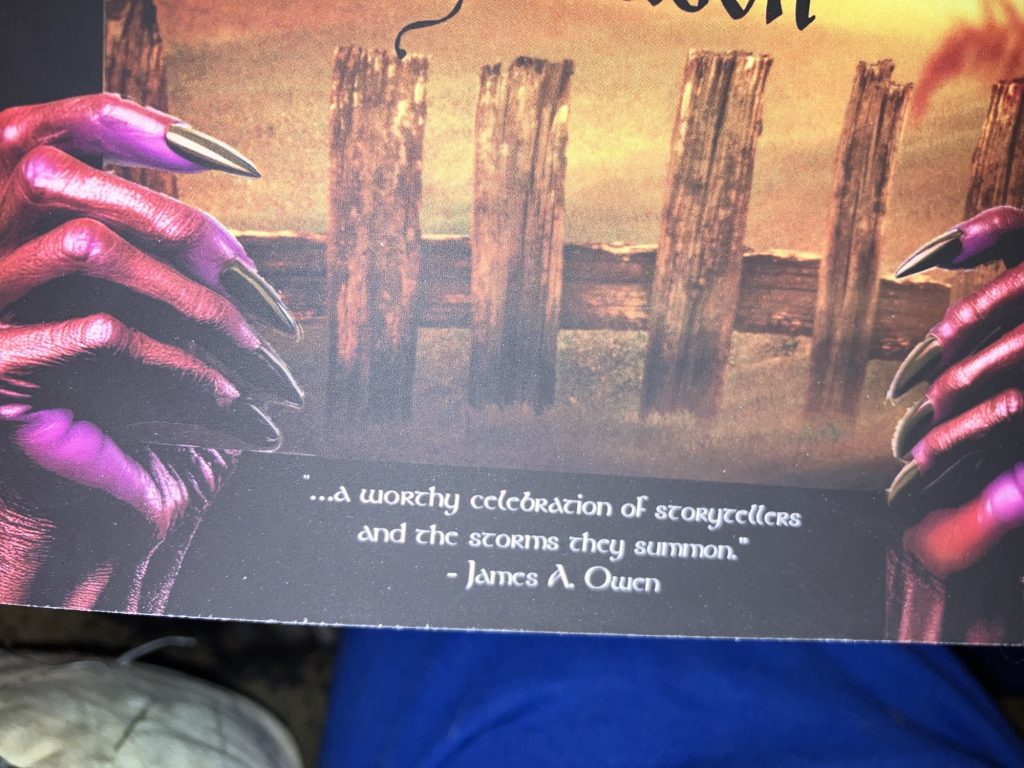 "...a worthy celebration of storytellers
and the storms they summon."
- James A. Owen